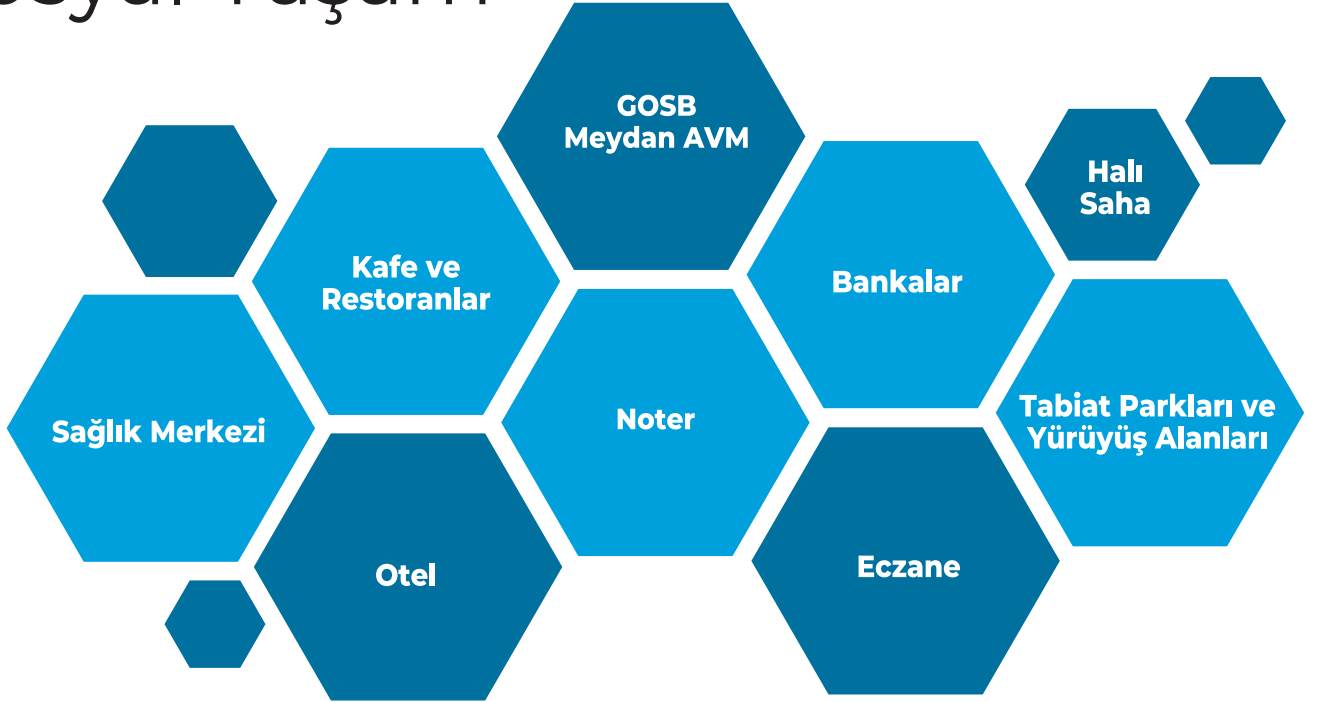 Yaşam
GOSB
Meydan AVM
Halı
Saha
Kafe ve
Restoranlar
Bankalar
Sağlık Merkezi
Noter
Tabiat Parkları ve
Yürüyüş Alanları
Otel
Eczane